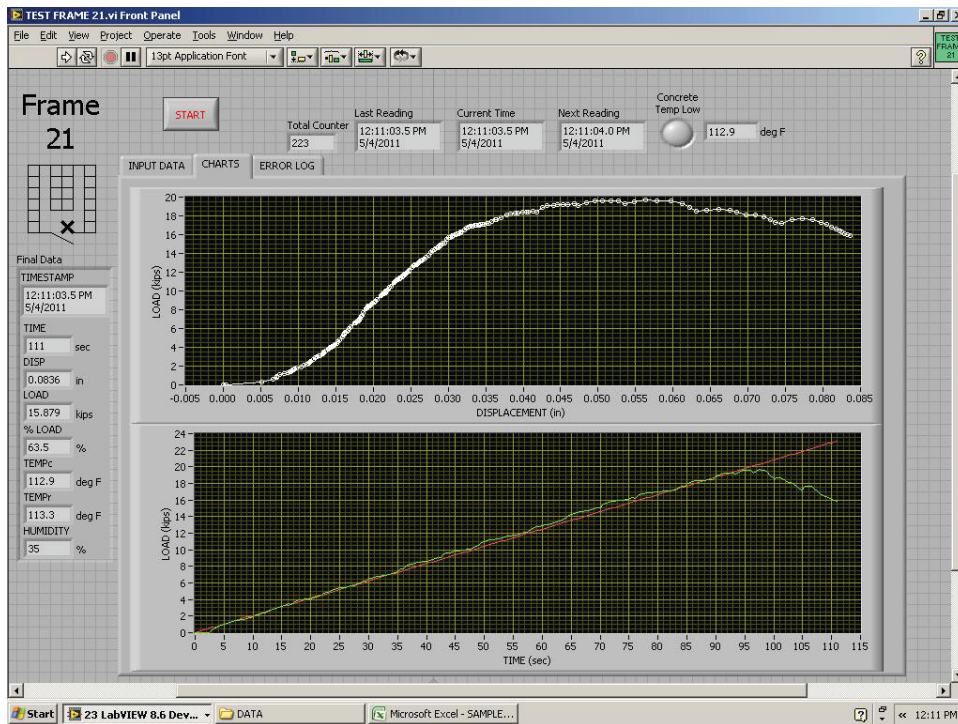 TEST FRAME 21.vi Front Panel
File Edit View Project Operate Tools Window Help
13pt Application Font
TEST
FRAM
21
Frame
21
START
Total Counter
223
Last Reading
12:11:03.5 PM
5/4/2011
Current Time
12:11:03.5 PM
5/4/2011
Next Reading
12:11:04.0 PM
5/4/2011
Concrete
Temp Low
112.9 deg F
INPUT DATA CHARTS ERROR LOG
Final Data
TIMESTAMP
12:11:03.5 PM
5/4/2011
TIME
111 sec
DISP
0.0836 in
LOAD
15.879 kips
% LOAD
63.5 %
TEMPc
112.9 deg F
TEMPr
113.3 deg F
HUMIDITY
35 %
LOAD (kips)
20
18
16
14
12
10
8
6
4
2
0
-0.005 0.000 0.005 0.010 0.015 0.020 0.025 0.030 0.035 0.040 0.045 0.050 0.055 0.060 0.065 0.070 0.075 0.080 0.085
DISPLACEMENT (in)
LOAD (kips)
24
22
20
18
16
14
12
10
8
6
4
2
0
0 5 10 15 20 25 30 35 40 45 50 55 60 65 70 75 80 85 90 95 100 105 110 115
TIME (sec)
Start 23 LabVIEW 8.6 Dev... DATA Microsoft Excel - SAMPLE... 12:11 PM